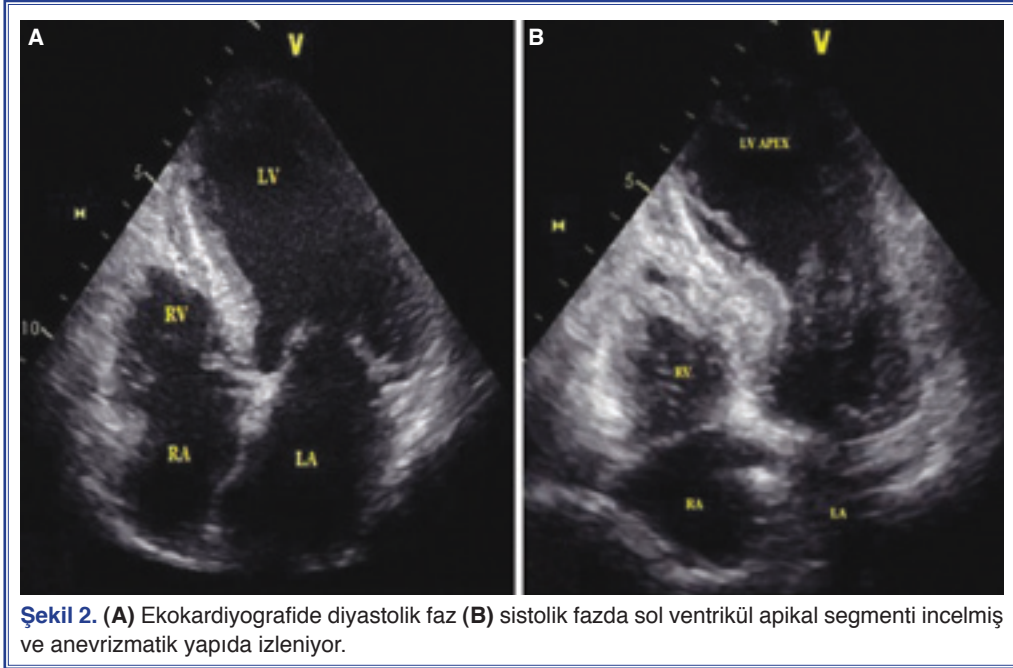 A
V
5
LV
RV
10
RA
LA
B
V
LV APEX
5
RV
RA
LA
Şekil 2. (A) Ekokardiyografide diyastolik faz (B) sistolik fazda sol ventrikül apikal segmenti incelmiş
ve anevrizmatik yapıda izleniyor.